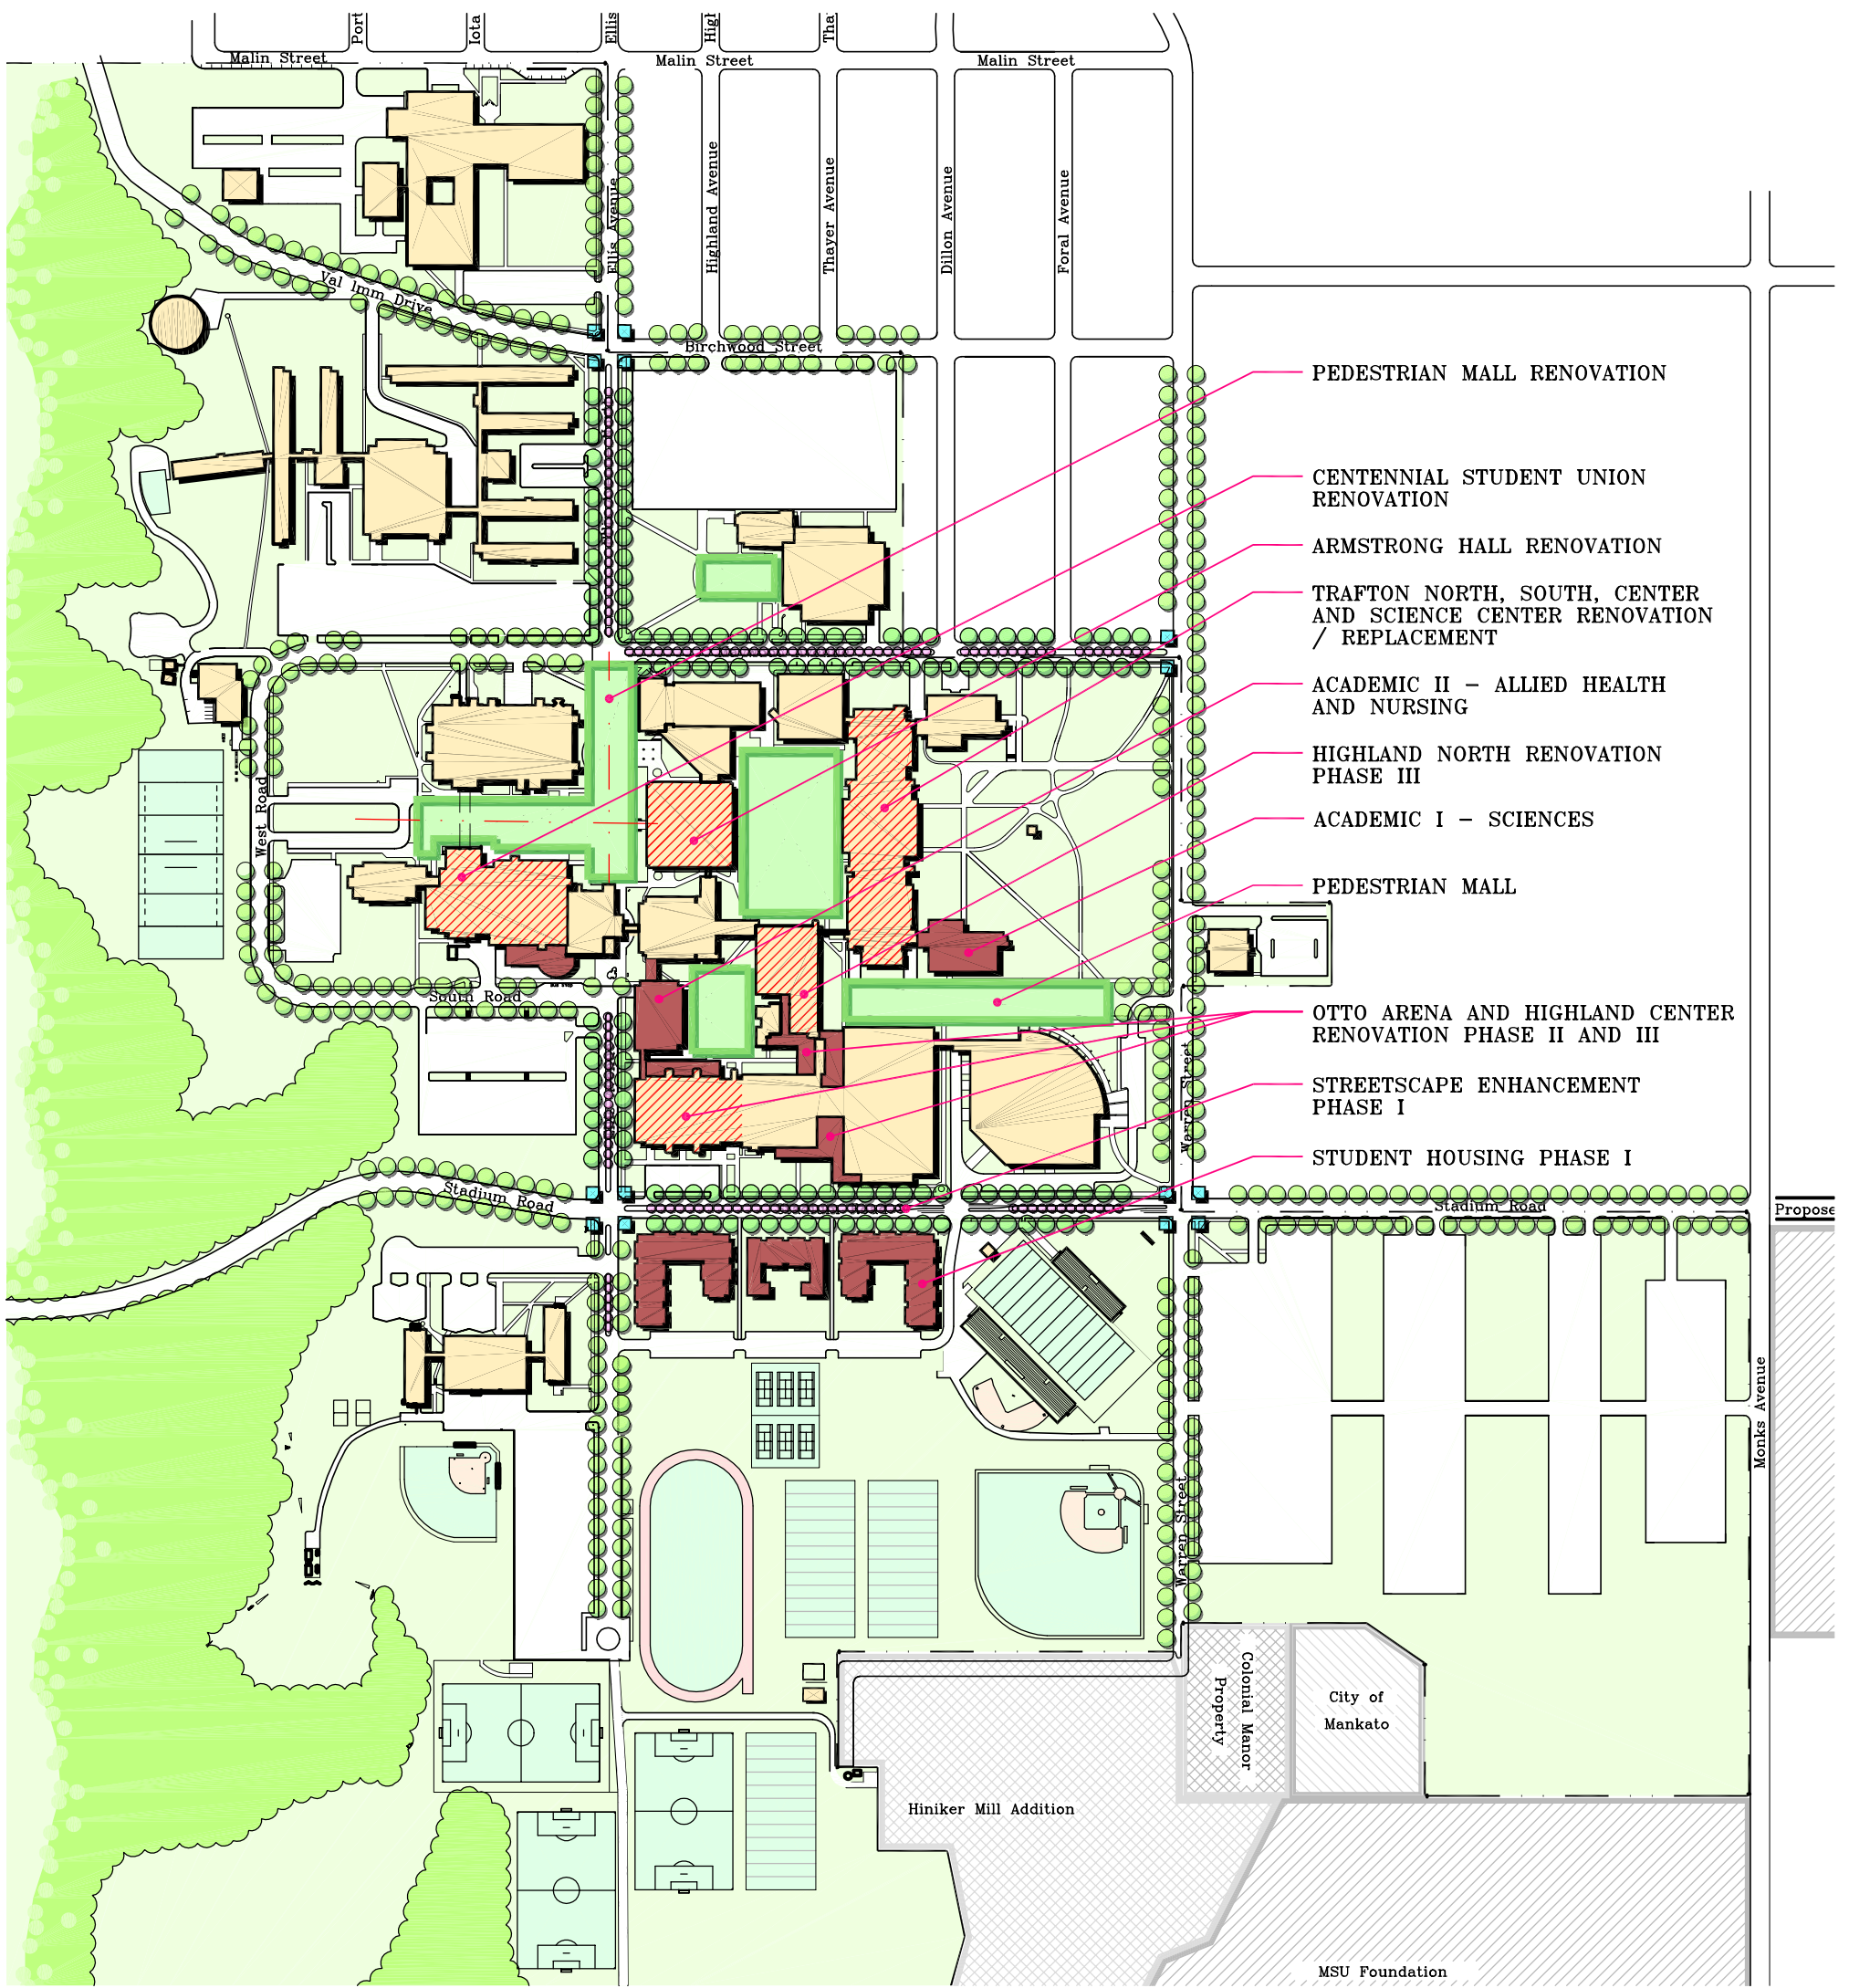 Port
Iota
Ellis
Malin Street
Malin Street
Malin Street
Ellis Avenue
Highland Avenue
Thayer Avenue
Dillon Avenue
Foral Avenue
Val Imm Drive
Birchwood Street
PEDESTRIAN MALL RENOVATION
CENTENNIAL STUDENT UNION
RENOVATION
ARMSTRONG HALL RENOVATION
TRAFTON NORTH, SOUTH, CENTER
AND SCIENCE CENTER RENOVATION
/ REPLACEMENT
ACADEMIC II – ALLIED HEALTH
AND NURSING
HIGHLAND NORTH RENOVATION
PHASE III
ACADEMIC I – SCIENCES
PEDESTRIAN MALL
OTTO ARENA AND HIGHLAND CENTER
RENOVATION PHASE II AND III
STREETSCAPE ENHANCEMENT
PHASE I
STUDENT HOUSING PHASE I
West Road
South Road
Warren Street
Stadium Road
Stadium Road
Propose
Monks Avenue
Warren Street
Colonial Manor
Property
City of
Mankato
Hiniker Mill Addition
MSU Foundation